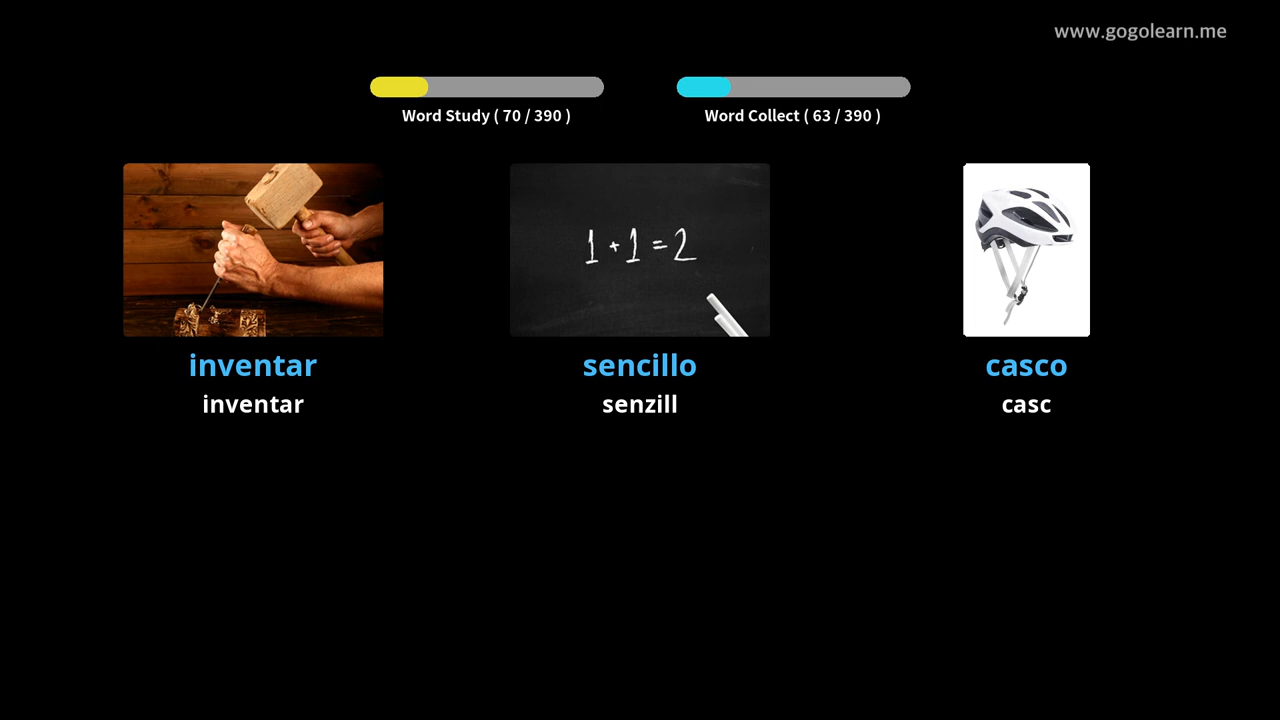 www.gogolearn.me
Word Study ( 70 / 390 )
Word Collect ( 63 / 390 )
1 + 1 = 2
inventar
sencillo
casco
inventar
senzill
casc